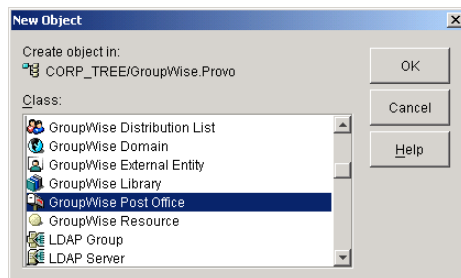 New Object
Create object in:
CORP_TREE/GroupWise.Provo
Class:
GroupWise Distribution List
GroupWise Domain
GroupWise External Entity
GroupWise Library
GroupWise Post Office
GroupWise Resource
LDAP Group
LDAP Server
OK
Cancel
Help